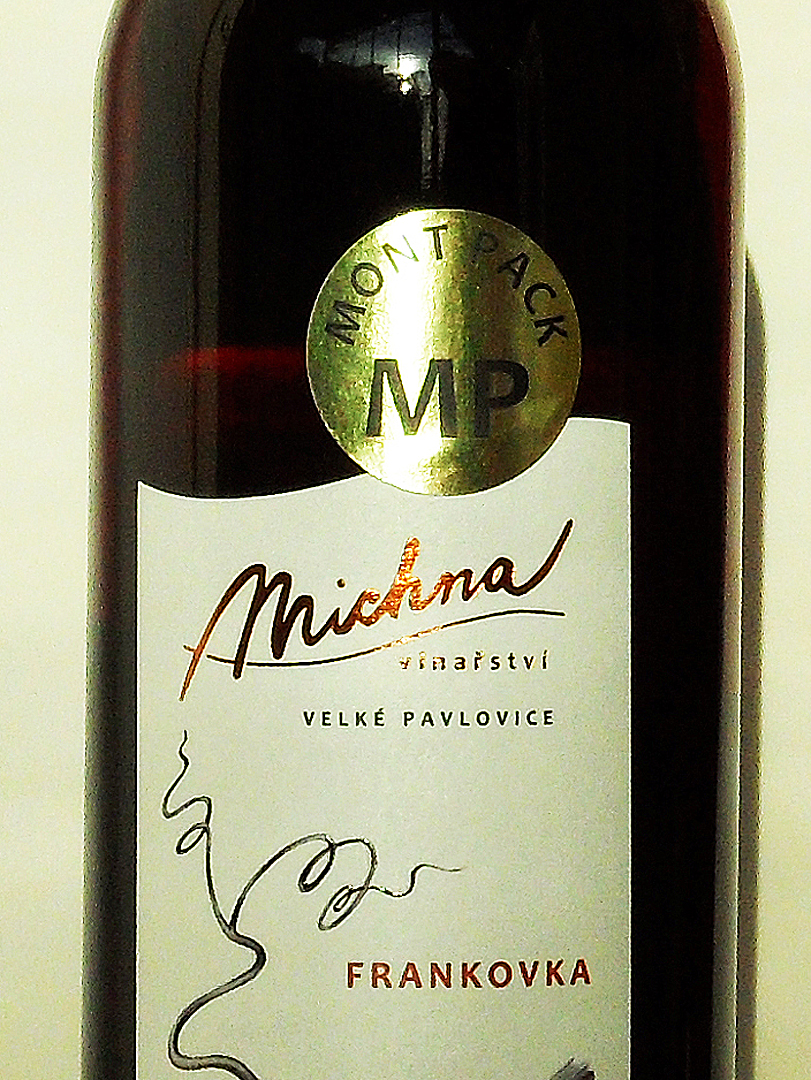 MONT PACK
MP
Michna
vinařství
VELKÉ PAVLOVICE
FRANKOVKA